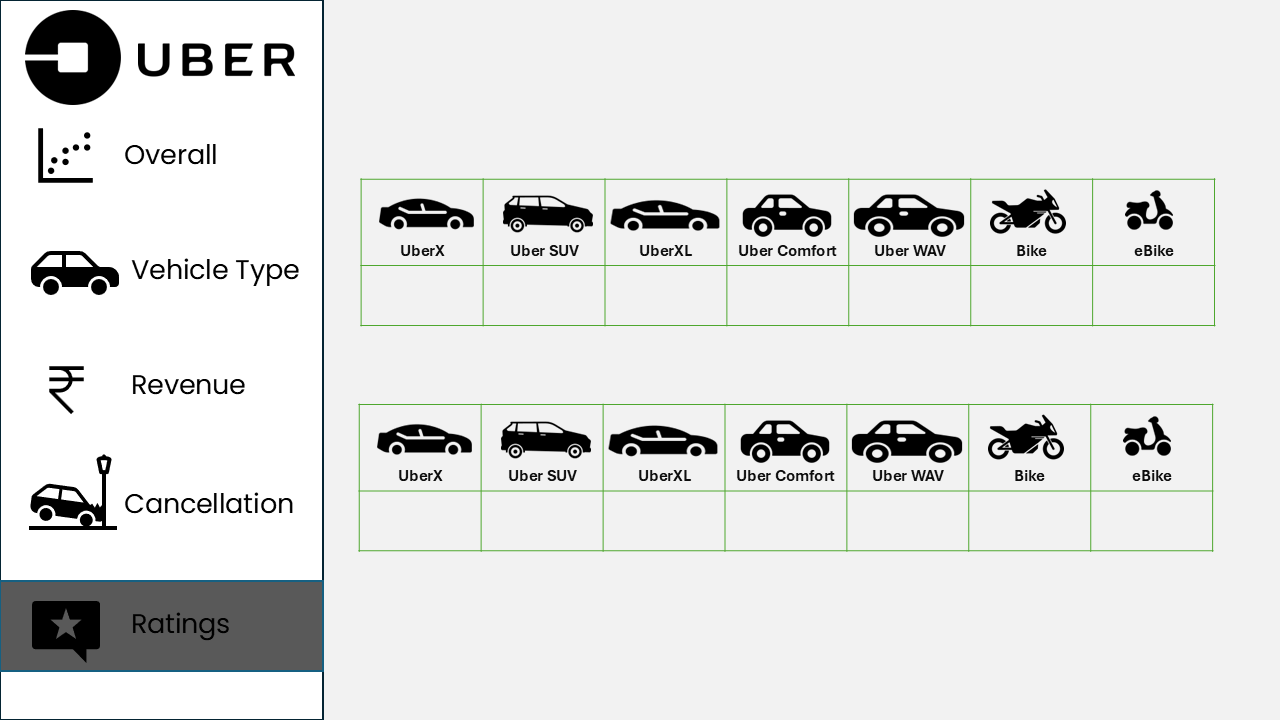 UBER
Overall
Vehicle Type
Revenue
Cancellation
Ratings
UberX Uber SUV UberXL Uber Comfort Uber WAV Bike eBike
UberX Uber SUV UberXL Uber Comfort Uber WAV Bike eBike